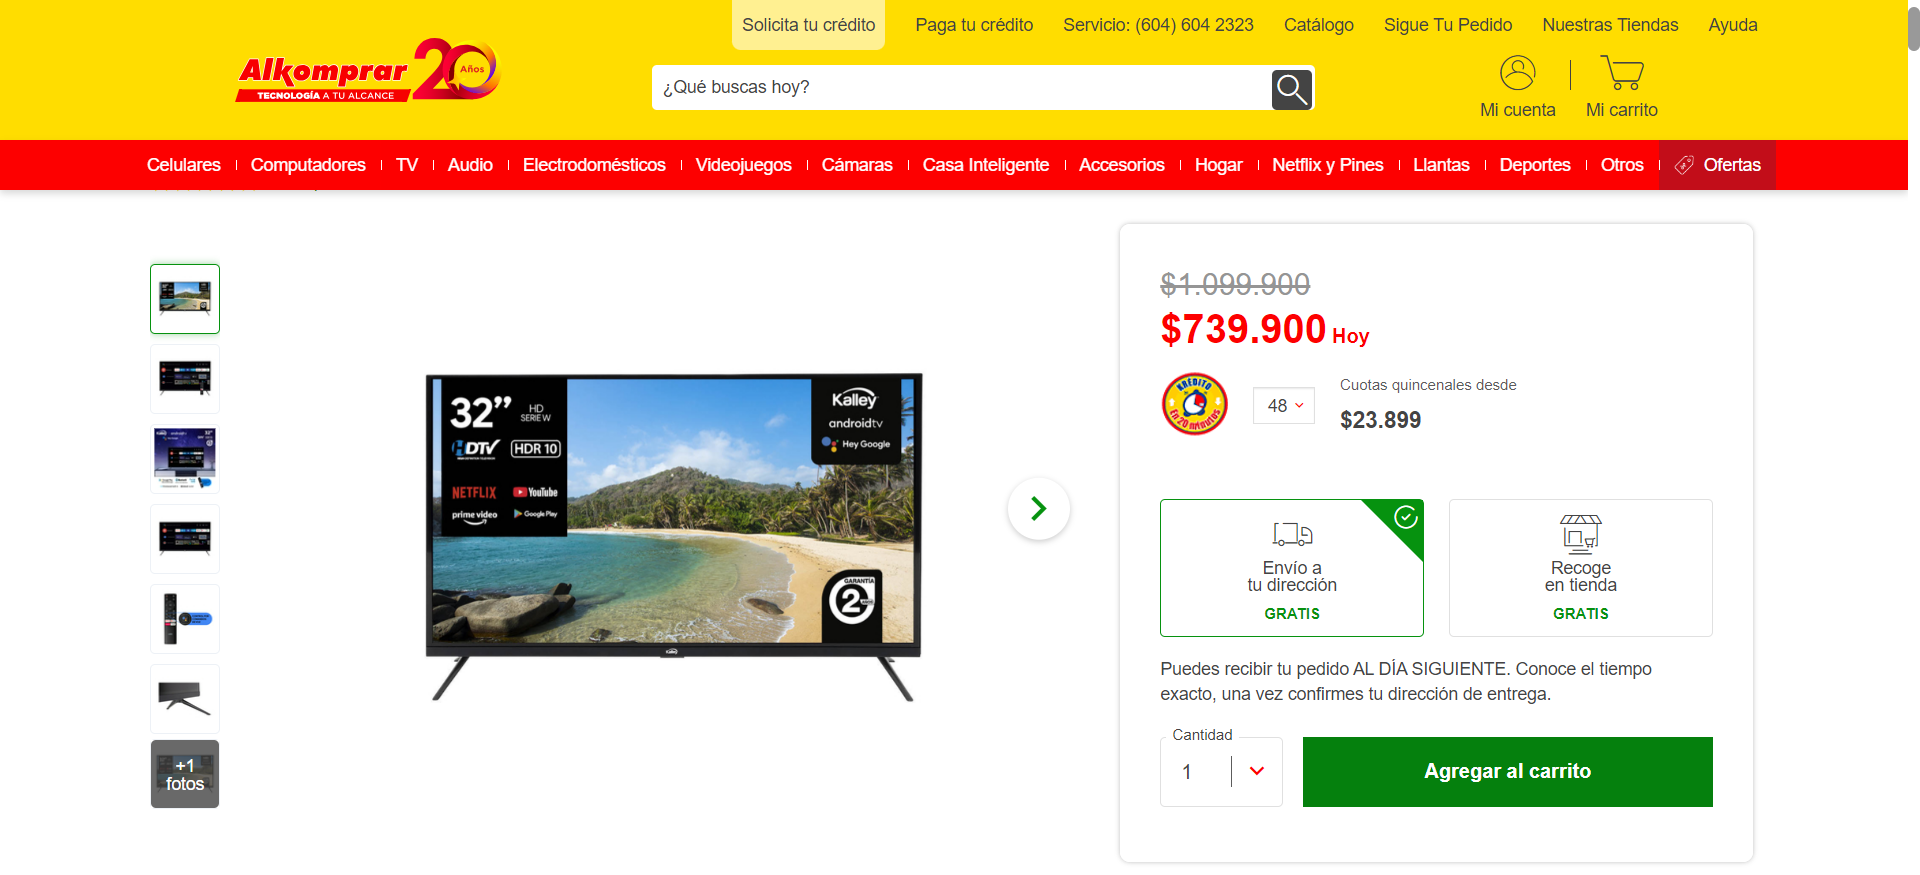 Solicita tu crédito
Paga tu crédito
Servicio: (604) 604 2323
Catálogo
Sigue Tu Pedido
Nuestras Tiendas
Ayuda
Alkomprar 20 Años
TECNOLOGÍA A TU ALCANCE
¿Qué buscas hoy?
Mi cuenta
Mi carrito
Celulares
Computadores
TV
Audio
Electrodomésticos
Videojuegos
Cámaras
Casa Inteligente
Accesorios
Hogar
Netflix y Pines
Llantas
Deportes
Otros
Ofertas
+1
fotos
32”
HD
SERIE W
HDTV
HDR 10
NETFLIX
YouTube
prime video
Google Play
Kalley
androidtv
Hey Google
GARANTÍA
2
Kalley
$1.099.900
$739.900 Hoy
KREDITO
En 20 minutos
48
Cuotas quincenales desde
$23.899
Envío a
tu dirección
GRATIS
Recoge
en tienda
GRATIS
Puedes recibir tu pedido AL DÍA SIGUIENTE. Conoce el tiempo
exacto, una vez confirmes tu dirección de entrega.
Cantidad
1
Agregar al carrito